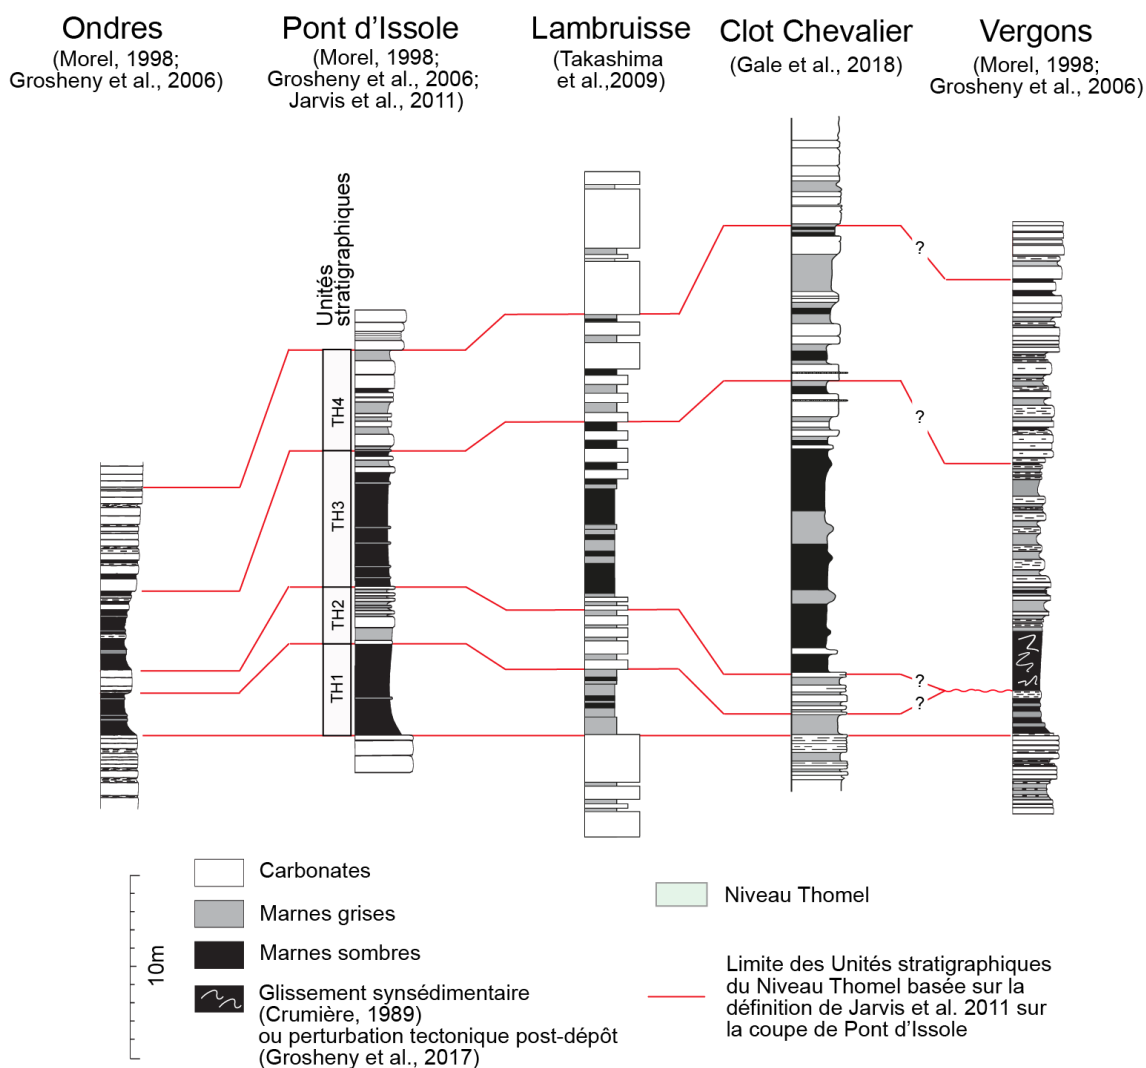 Ondres
(Morel, 1998;
Grosheny et al., 2006)
Pont d’Issole
(Morel, 1998;
Grosheny et al., 2006;
Jarvis et al., 2011)
Lambruisse
(Takashima
et al.,2009)
Clot Chevalier
(Gale et al., 2018)
Vergons
(Morel, 1998;
Grosheny et al., 2006)
Unités
stratigraphiques
TH4
TH3
TH2
TH1
?
?
?
?
10m
Carbonates
Marnes grises
Marnes sombres
Glissement synsédimentaire
(Crumière, 1989)
ou perturbation tectonique post-dépôt
(Grosheny et al., 2017)
Niveau Thomel
Limite des Unités stratigraphiques
du Niveau Thomel basée sur la
définition de Jarvis et al. 2011 sur
la coupe de Pont d’Issole